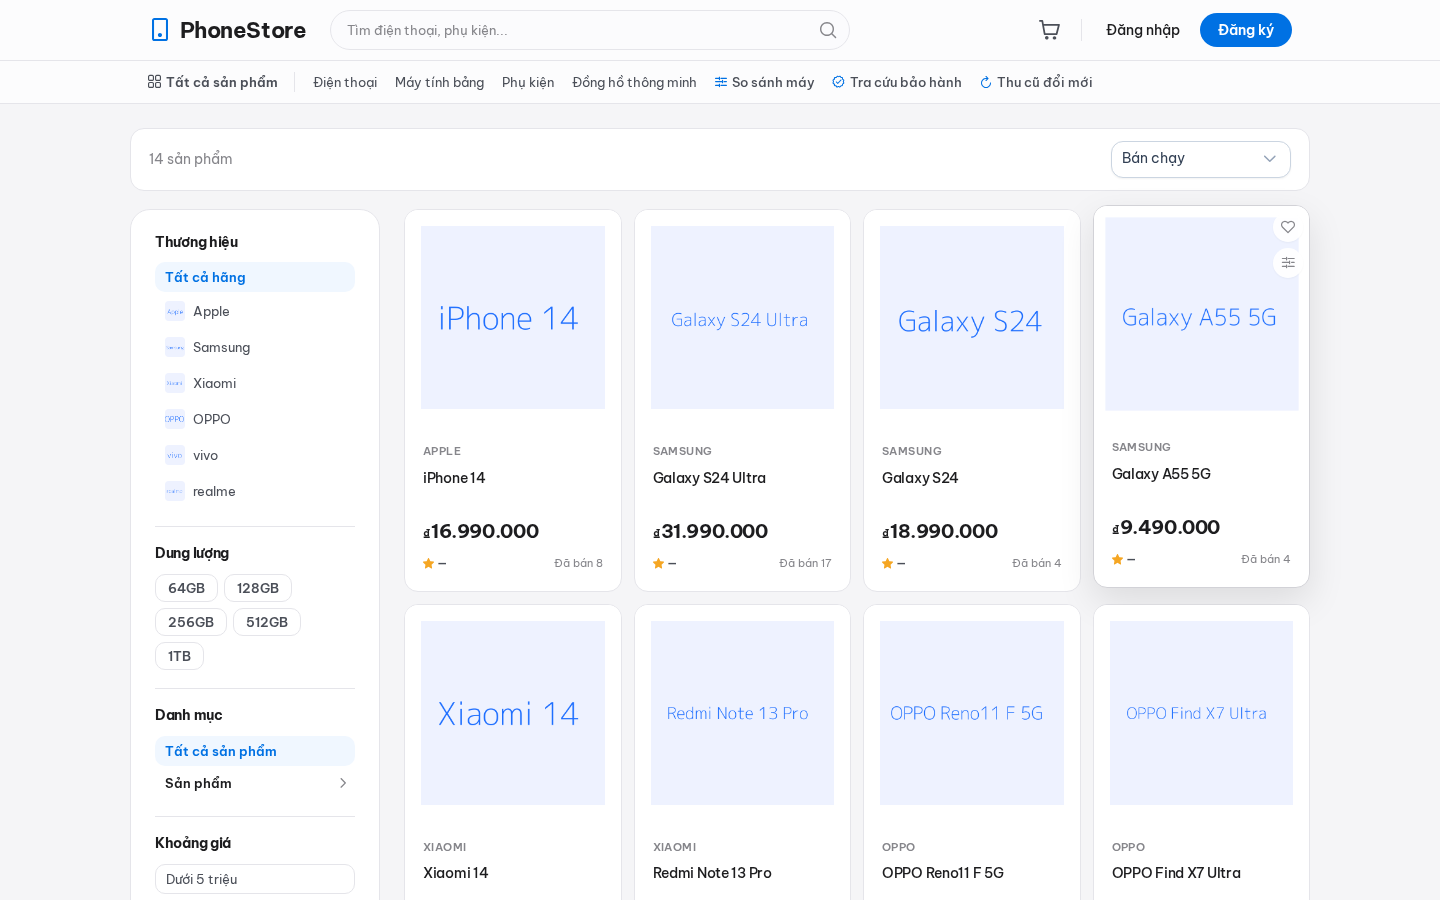 PhoneStore
Tìm điện thoại, phụ kiện...
Đăng nhập
Đăng ký
Tất cả sản phẩm
Điện thoại
Máy tính bảng
Phụ kiện
Đồng hồ thông minh
So sánh máy
Tra cứu bảo hành
Thu cũ đổi mới
14 sản phẩm
Bán chạy
Thương hiệu
Tất cả hãng
Apple
Apple
Samsung
Samsung
Xiaomi
Xiaomi
OPPO
OPPO
vivo
vivo
realme
realme
Dung lượng
64GB
128GB
256GB
512GB
1TB
Danh mục
Tất cả sản phẩm
Sản phẩm
Khoảng giá
Dưới 5 triệu
iPhone 14
APPLE
iPhone 14
₫16.990.000
–
Đã bán 8
Galaxy S24 Ultra
SAMSUNG
Galaxy S24 Ultra
₫31.990.000
–
Đã bán 17
Galaxy S24
SAMSUNG
Galaxy S24
₫18.990.000
–
Đã bán 4
Galaxy A55 5G
SAMSUNG
Galaxy A55 5G
₫9.490.000
–
Đã bán 4
Xiaomi 14
XIAOMI
Xiaomi 14
Redmi Note 13 Pro
XIAOMI
Redmi Note 13 Pro
OPPO Reno11 F 5G
OPPO
OPPO Reno11 F 5G
OPPO Find X7 Ultra
OPPO
OPPO Find X7 Ultra